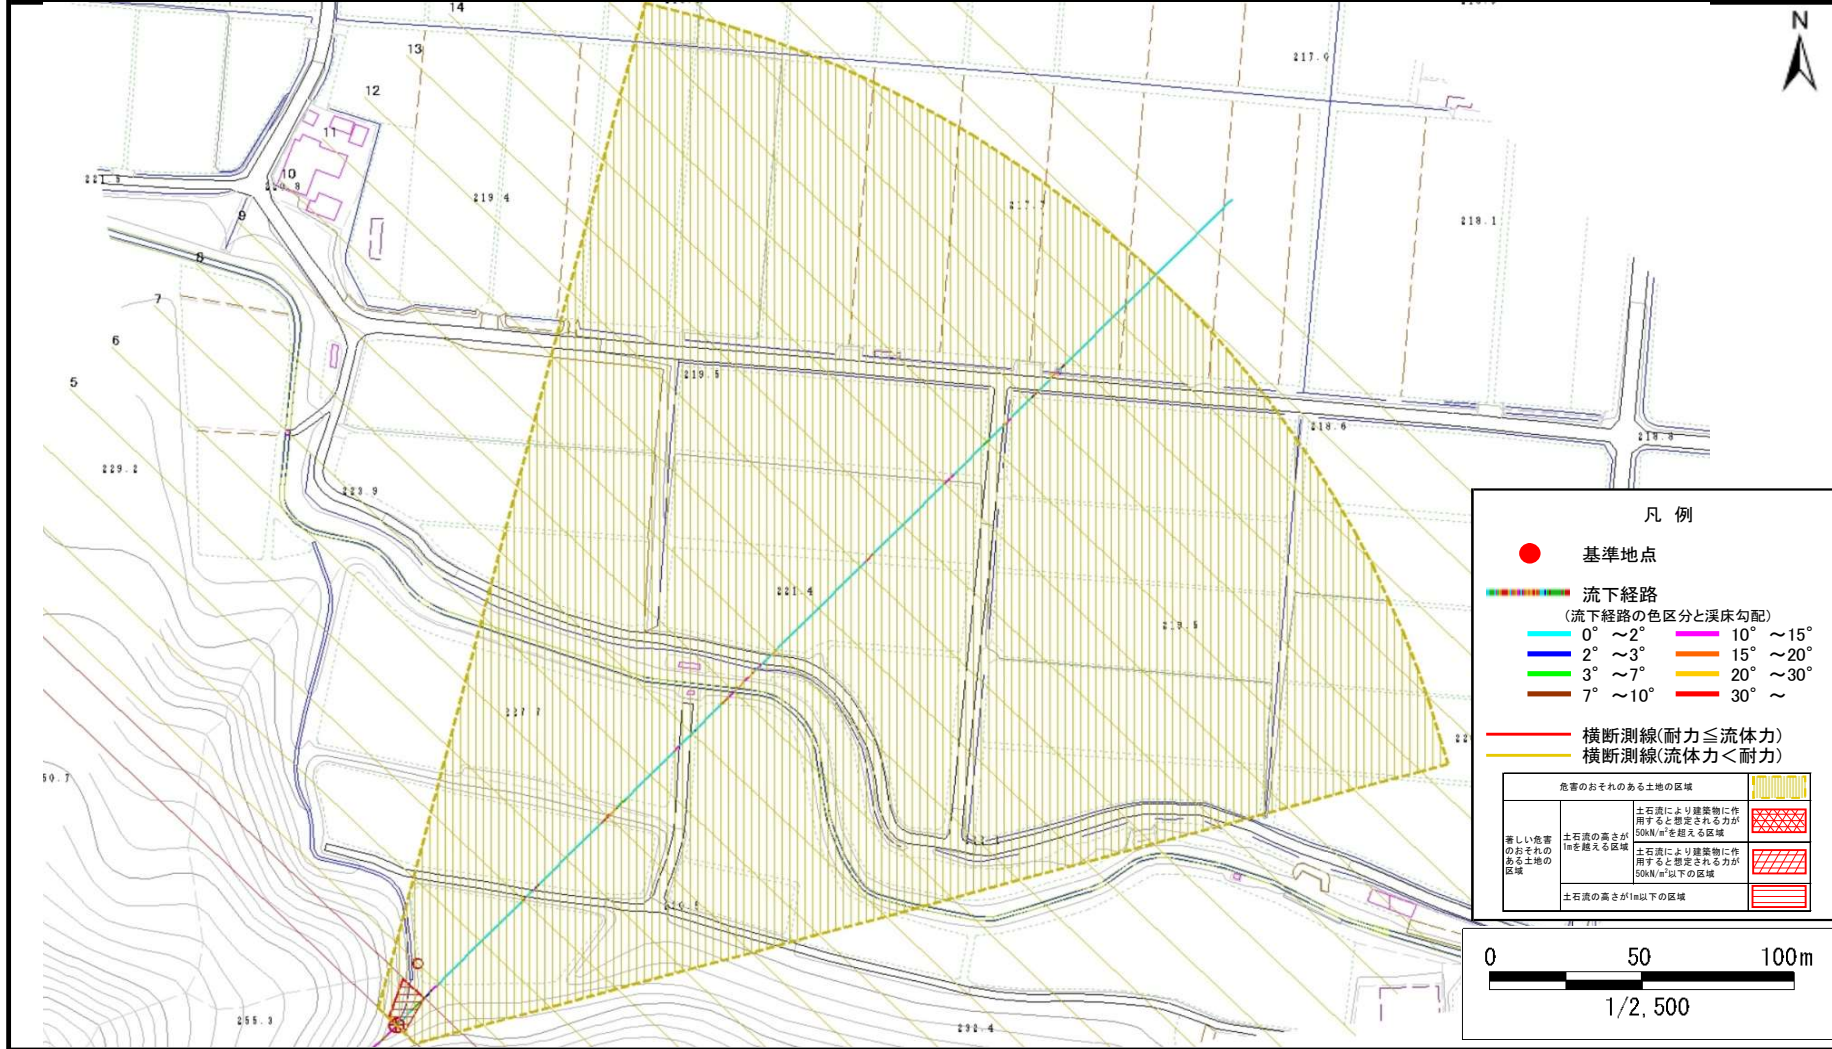 14
13
12
11
10
9
8
7
6
5
N
217.0
219.4
217.7
218.1
219.5
218.6
218.8
229.2
223.9
221.4
219.5
227.7
255.3
232.4
凡 例
基準地点
流下経路
(流下経路の色区分と渓床勾配)
0° ～2° 10° ～15°
2° ～3° 15° ～20°
3° ～7° 20° ～30°
7° ～10° 30° ～
横断測線(耐力≦流体力)
横断測線(流体力＜耐力)
危害のおそれのある土地の区域
著しい危害
のおそれの
ある土地の
区域
土石流の高さが
1mを越える区域
土石流により建築物に作
用すると想定される力が
50kN/m²を超える区域
土石流により建築物に作
用すると想定される力が
50kN/m²以下の区域
土石流の高さが1m以下の区域
0 50 100m
1/2,500